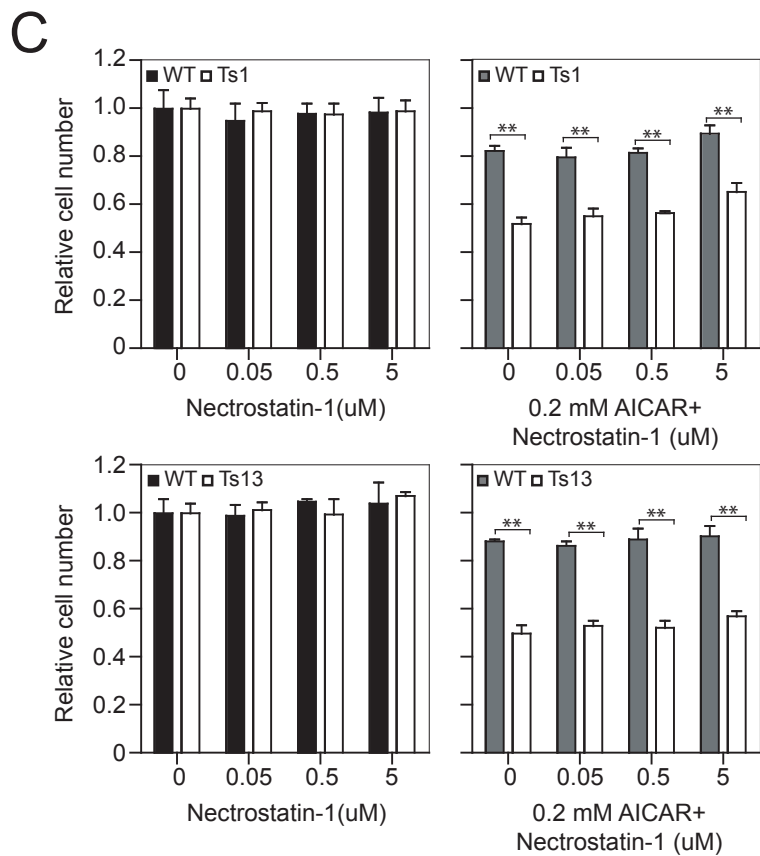 C
WT Ts1
1.2
1.0
0.8
0.6
0.4
0.2
0
Relative cell number
0 0.05 0.5 5
Nectrostatin-1(uM)
WT Ts1
** ** ** **
0 0.05 0.5 5
0.2 mM AICAR+
Nectrostatin-1 (uM)
WT Ts13
1.2
1.0
0.8
0.6
0.4
0.2
0
Relative cell number
0 0.05 0.5 5
Nectrostatin-1(uM)
WT Ts13
** ** ** **
0 0.05 0.5 5
0.2 mM AICAR+
Nectrostatin-1 (uM)